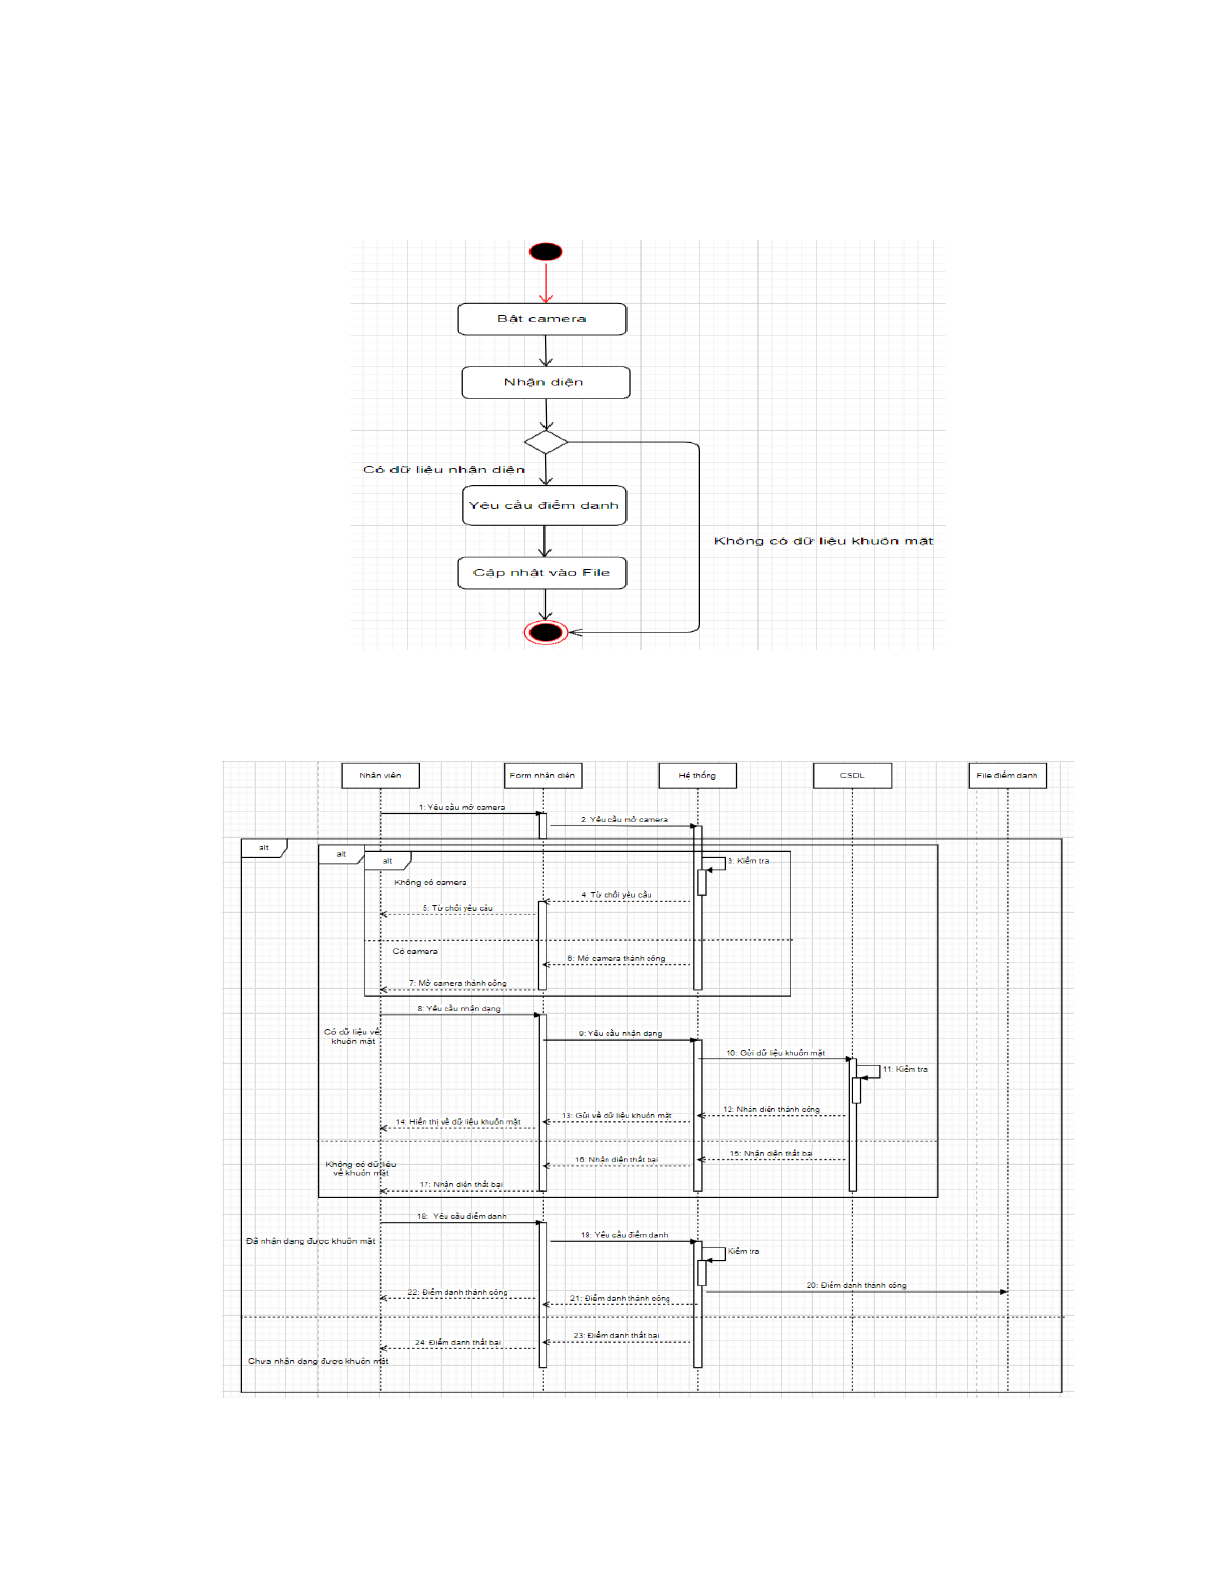 Bật camera
Nhận diện
Có dữ liệu nhận diện
Yêu cầu điểm danh
Không có dữ liệu khuôn mặt
Cập nhật vào File
Nhân viên
Form nhận diện
Hệ thống
CSDL
File điểm danh
1: Yêu cầu mở camera
2: Yêu cầu mở camera
alt
alt
alt
3: Kiểm tra
Không có camera
4: Từ chối yêu cầu
5: Từ chối yêu cầu
Có camera
6: Mở camera thành công
7: Mở camera thành công
8: Yêu cầu nhận dạng
Có dữ liệu về
khuôn mặt
9: Yêu cầu nhận dạng
10: Gửi dữ liệu khuôn mặt
11: Kiểm tra
12: Nhận diện thành công
13: Gửi về dữ liệu khuôn mặt
14: Hiển thị về dữ liệu khuôn mặt
15: Nhận diện thất bại
16: Nhận diện thất bại
Không có dữ liệu
về khuôn mặt
17: Nhận diện thất bại
18: Yêu cầu điểm danh
19: Yêu cầu điểm danh
Đã nhận dạng được khuôn mặt
Kiểm tra
20: Điểm danh thành công
22: Điểm danh thành công
21: Điểm danh thành công
23: Điểm danh thất bại
24: Điểm danh thất bại
Chưa nhận dạng được khuôn mặt